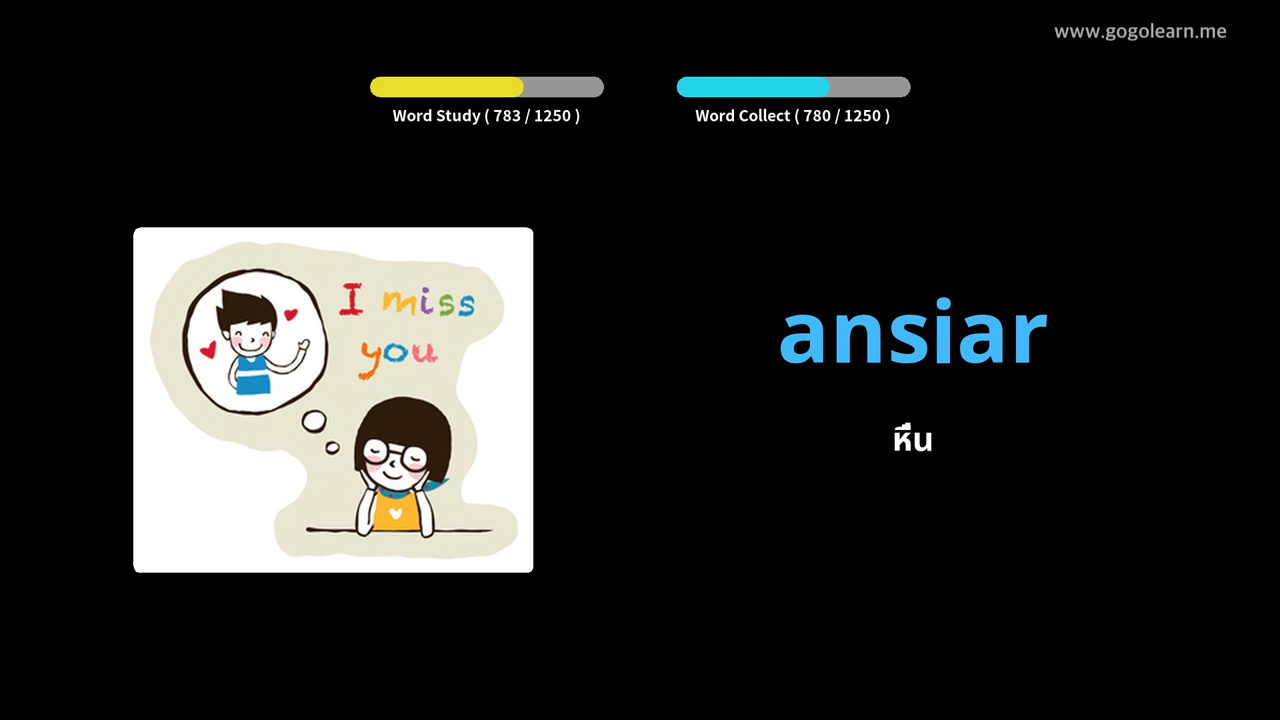 www.gogolearn.me
Word Study ( 783 / 1250 )
Word Collect ( 780 / 1250 )
I miss
you
ansiar
หื่น